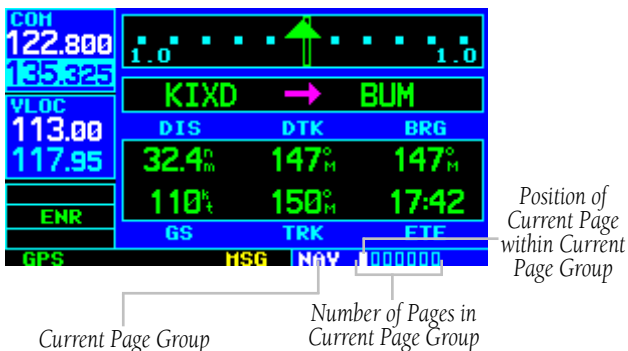 COM
122.800
135.325
1.0 1.0
KIXD → BUM
VLOC
113.00
117.95
DIS DTK BRG
32.4 n m 147° M 147° M
110 k t 150° M 17:42
GS TRK ETE
ENR
GPS MSG NAV
Position of
Current Page
within Current
Page Group
Number of Pages in
Current Page Group
Current Page Group